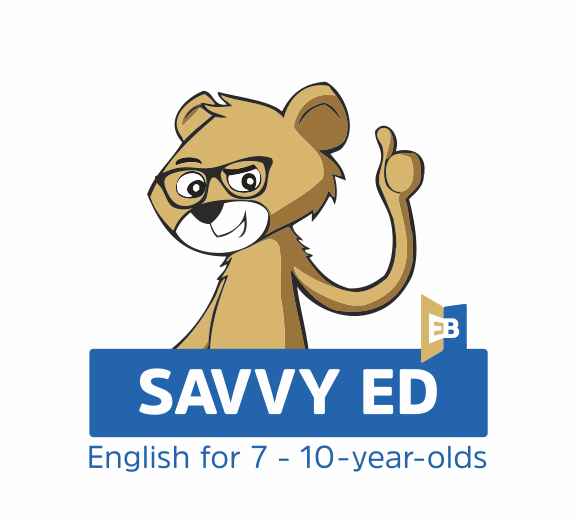 EB
SAVVY ED
English for 7 - 10-year-olds